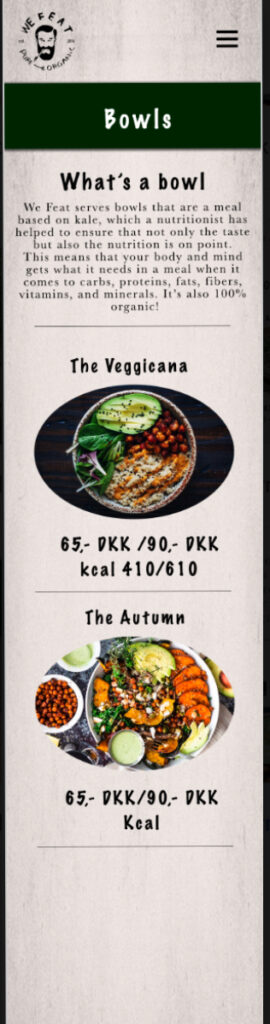 WE FEAT
PURE ORGANIC
Bowls
What's a bowl
We Feat serves bowls that are a meal
based on kale, which a nutritionist has
helped to ensure that not only the taste
but also the nutrition is on point.
This means that your body and mind
gets what it needs in a meal when it
comes to carbs, proteins, fats, fibers,
vitamins, and minerals. It's also 100%
organic!
The Veggicana
65,- DKK /90,- DKK
kcal 410/610
The Autumn
65,- DKK/90,- DKK
Kcal